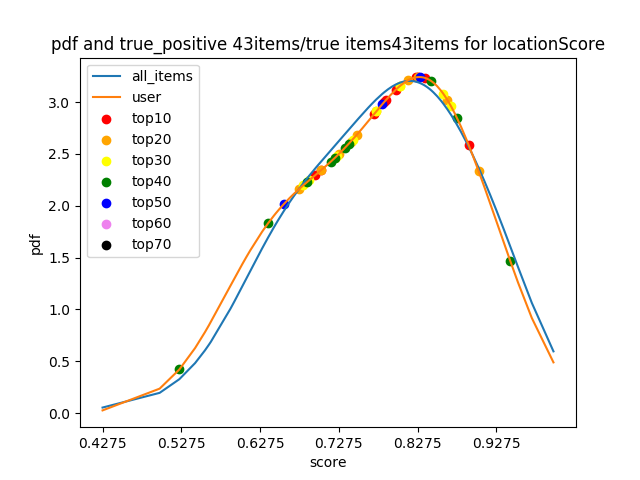 pdf and true_positive 43items/true items43items for locationScore
all_items
user
top10
top20
top30
top40
top50
top60
top70
pdf
3.0
2.5
2.0
1.5
1.0
0.5
0.0
0.4275 0.5275 0.6275 0.7275 0.8275 0.9275
score